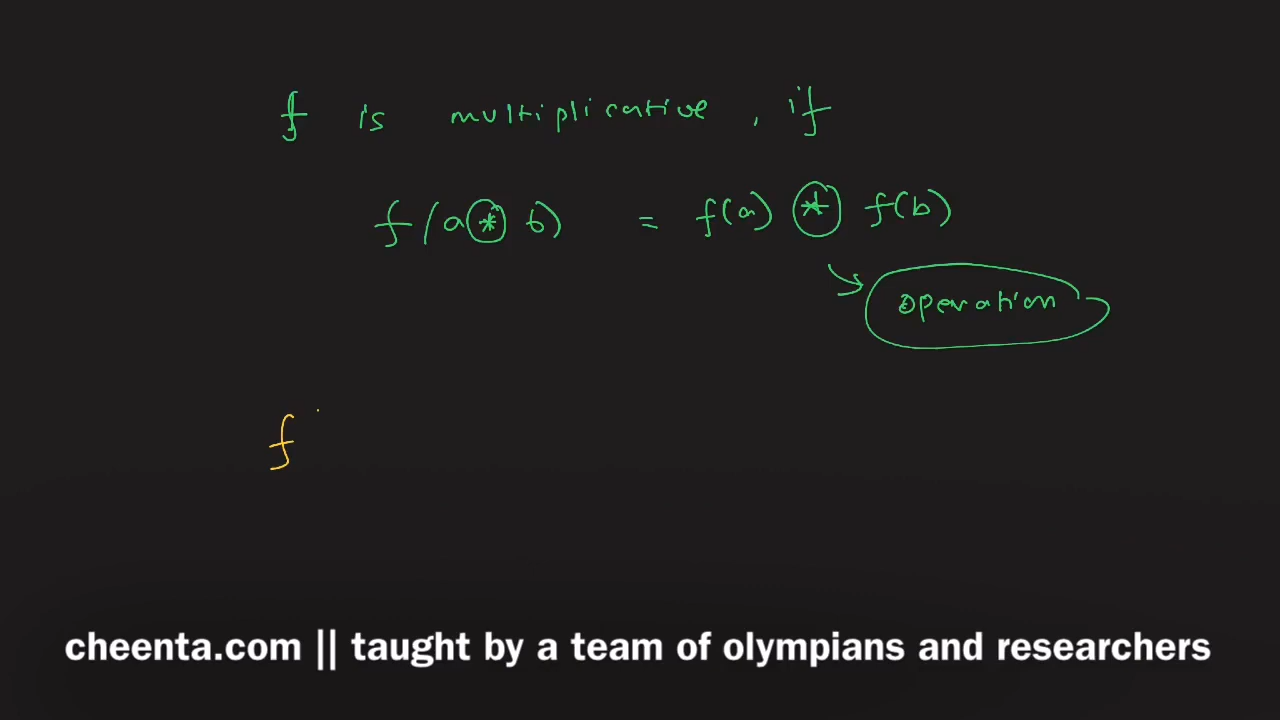 f is multiplicative, if
f(a * b) = f(a) * f(b)
operation
f
cheenta.com || taught by a team of olympians and researchers